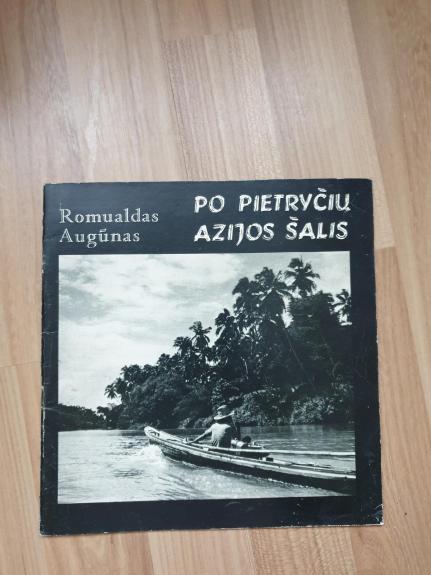 Romualdas
Augūnas
PO PIETRYČIŲ
AZIJOS ŠALIS